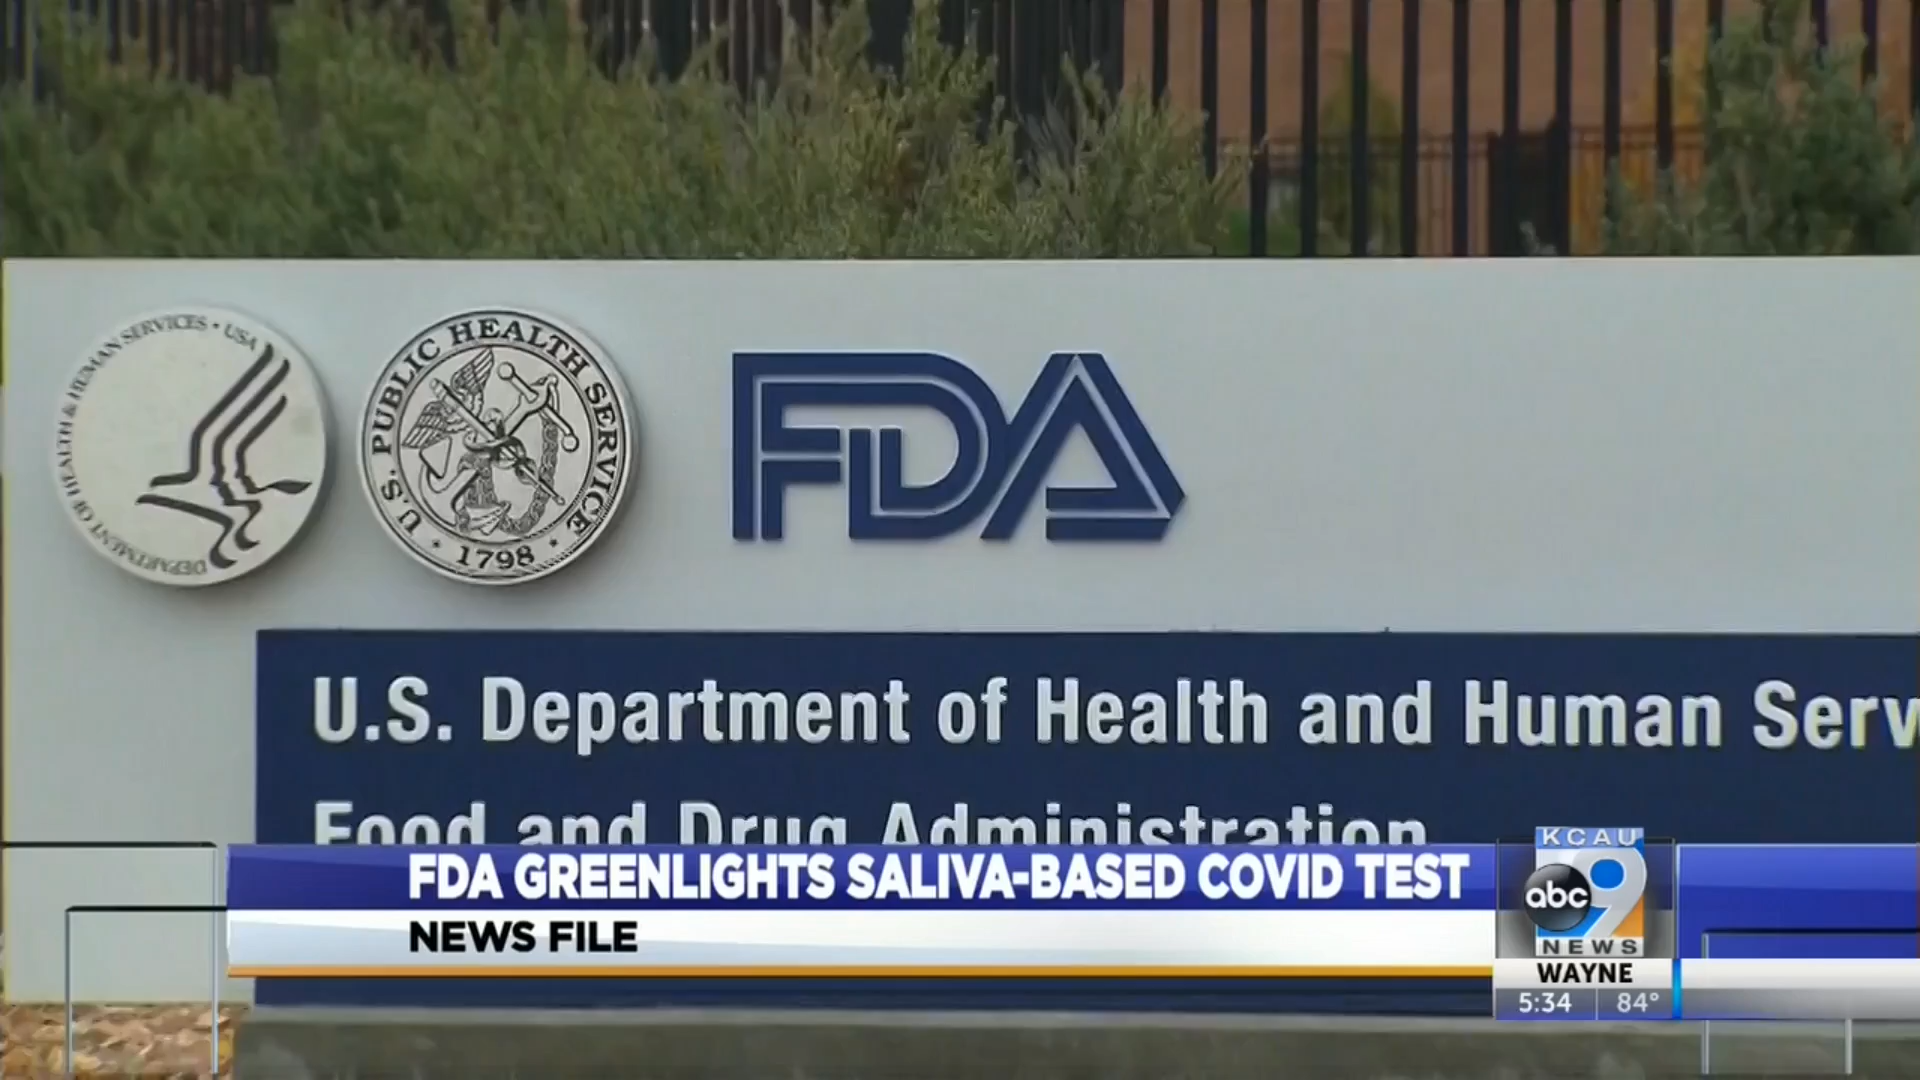 DEPARTMENT OF HEALTH & HUMAN SERVICES • USA
U.S. PUBLIC HEALTH SERVICE
• 1798 •
FDA
U.S. Department of Health and Human Serv
Food and Drug Administration
FDA GREENLIGHTS SALIVA-BASED COVID TEST
NEWS FILE
KCAU
abc 9
NEWS
WAYNE
5:34 84°